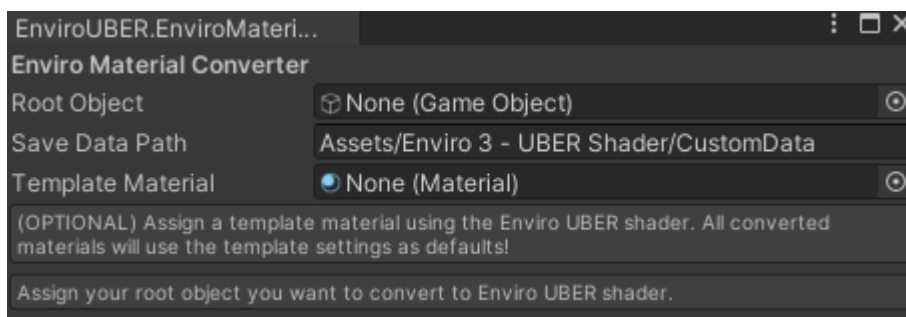 EnviroUBER.EnviroMateri...
Enviro Material Converter
Root Object None (Game Object)
Save Data Path Assets/Enviro 3 - UBER Shader/CustomData
Template Material None (Material)
(OPTIONAL) Assign a template material using the Enviro UBER shader. All converted
materials will use the template settings as defaults!
Assign your root object you want to convert to Enviro UBER shader.